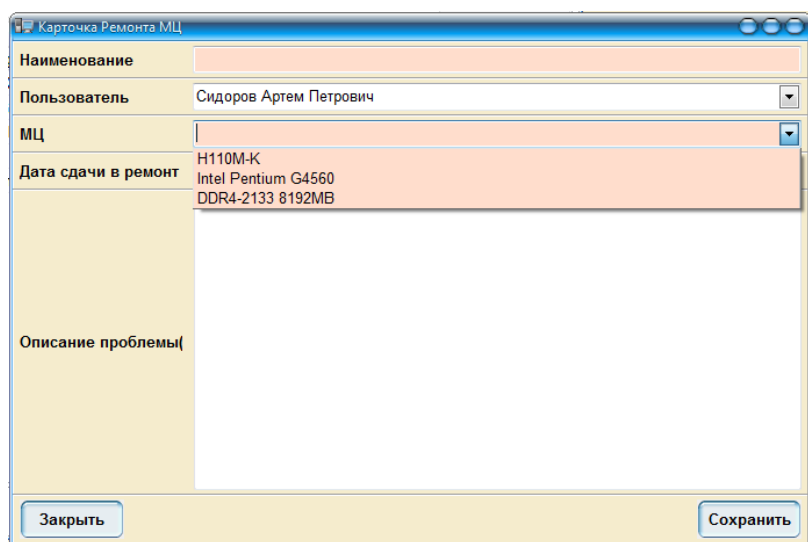 Карточка Ремонта МЦ
Наименование
Пользователь Сидоров Артем Петрович
МЦ
H110M-K
Дата сдачи в ремонт Intel Pentium G4560
DDR4-2133 8192MB
Описание проблемы(
Закрыть Сохранить